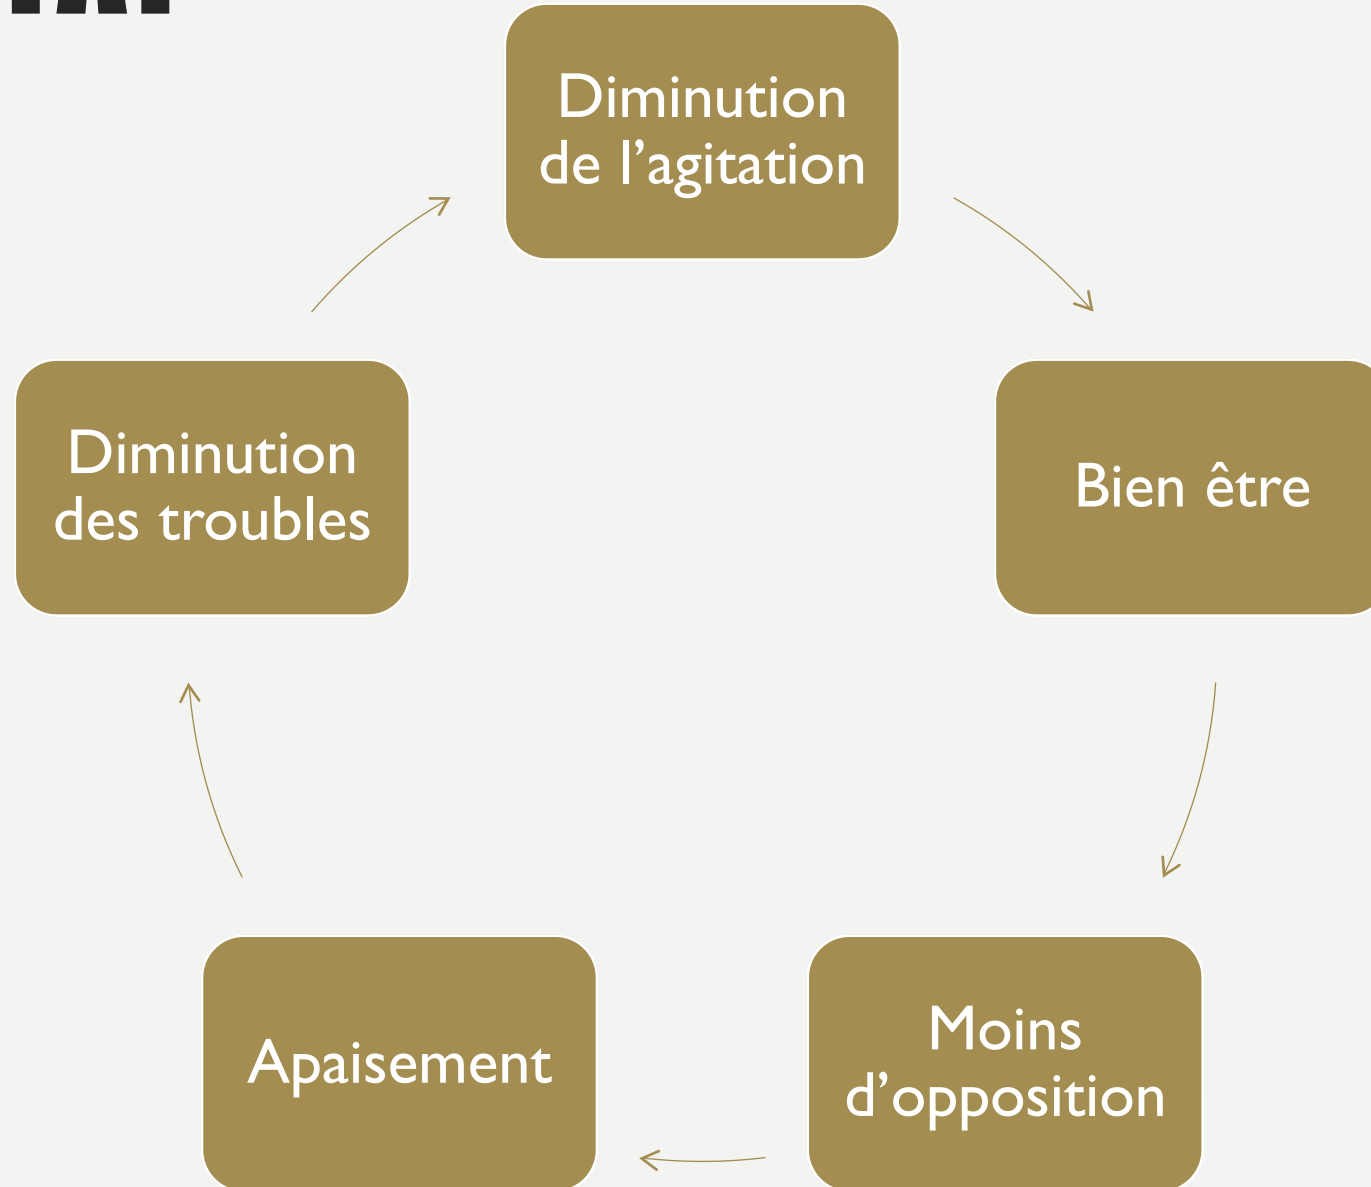 Diminution
de l’agitation
Bien être
Moins
d’opposition
Apaisement
Diminution
des troubles